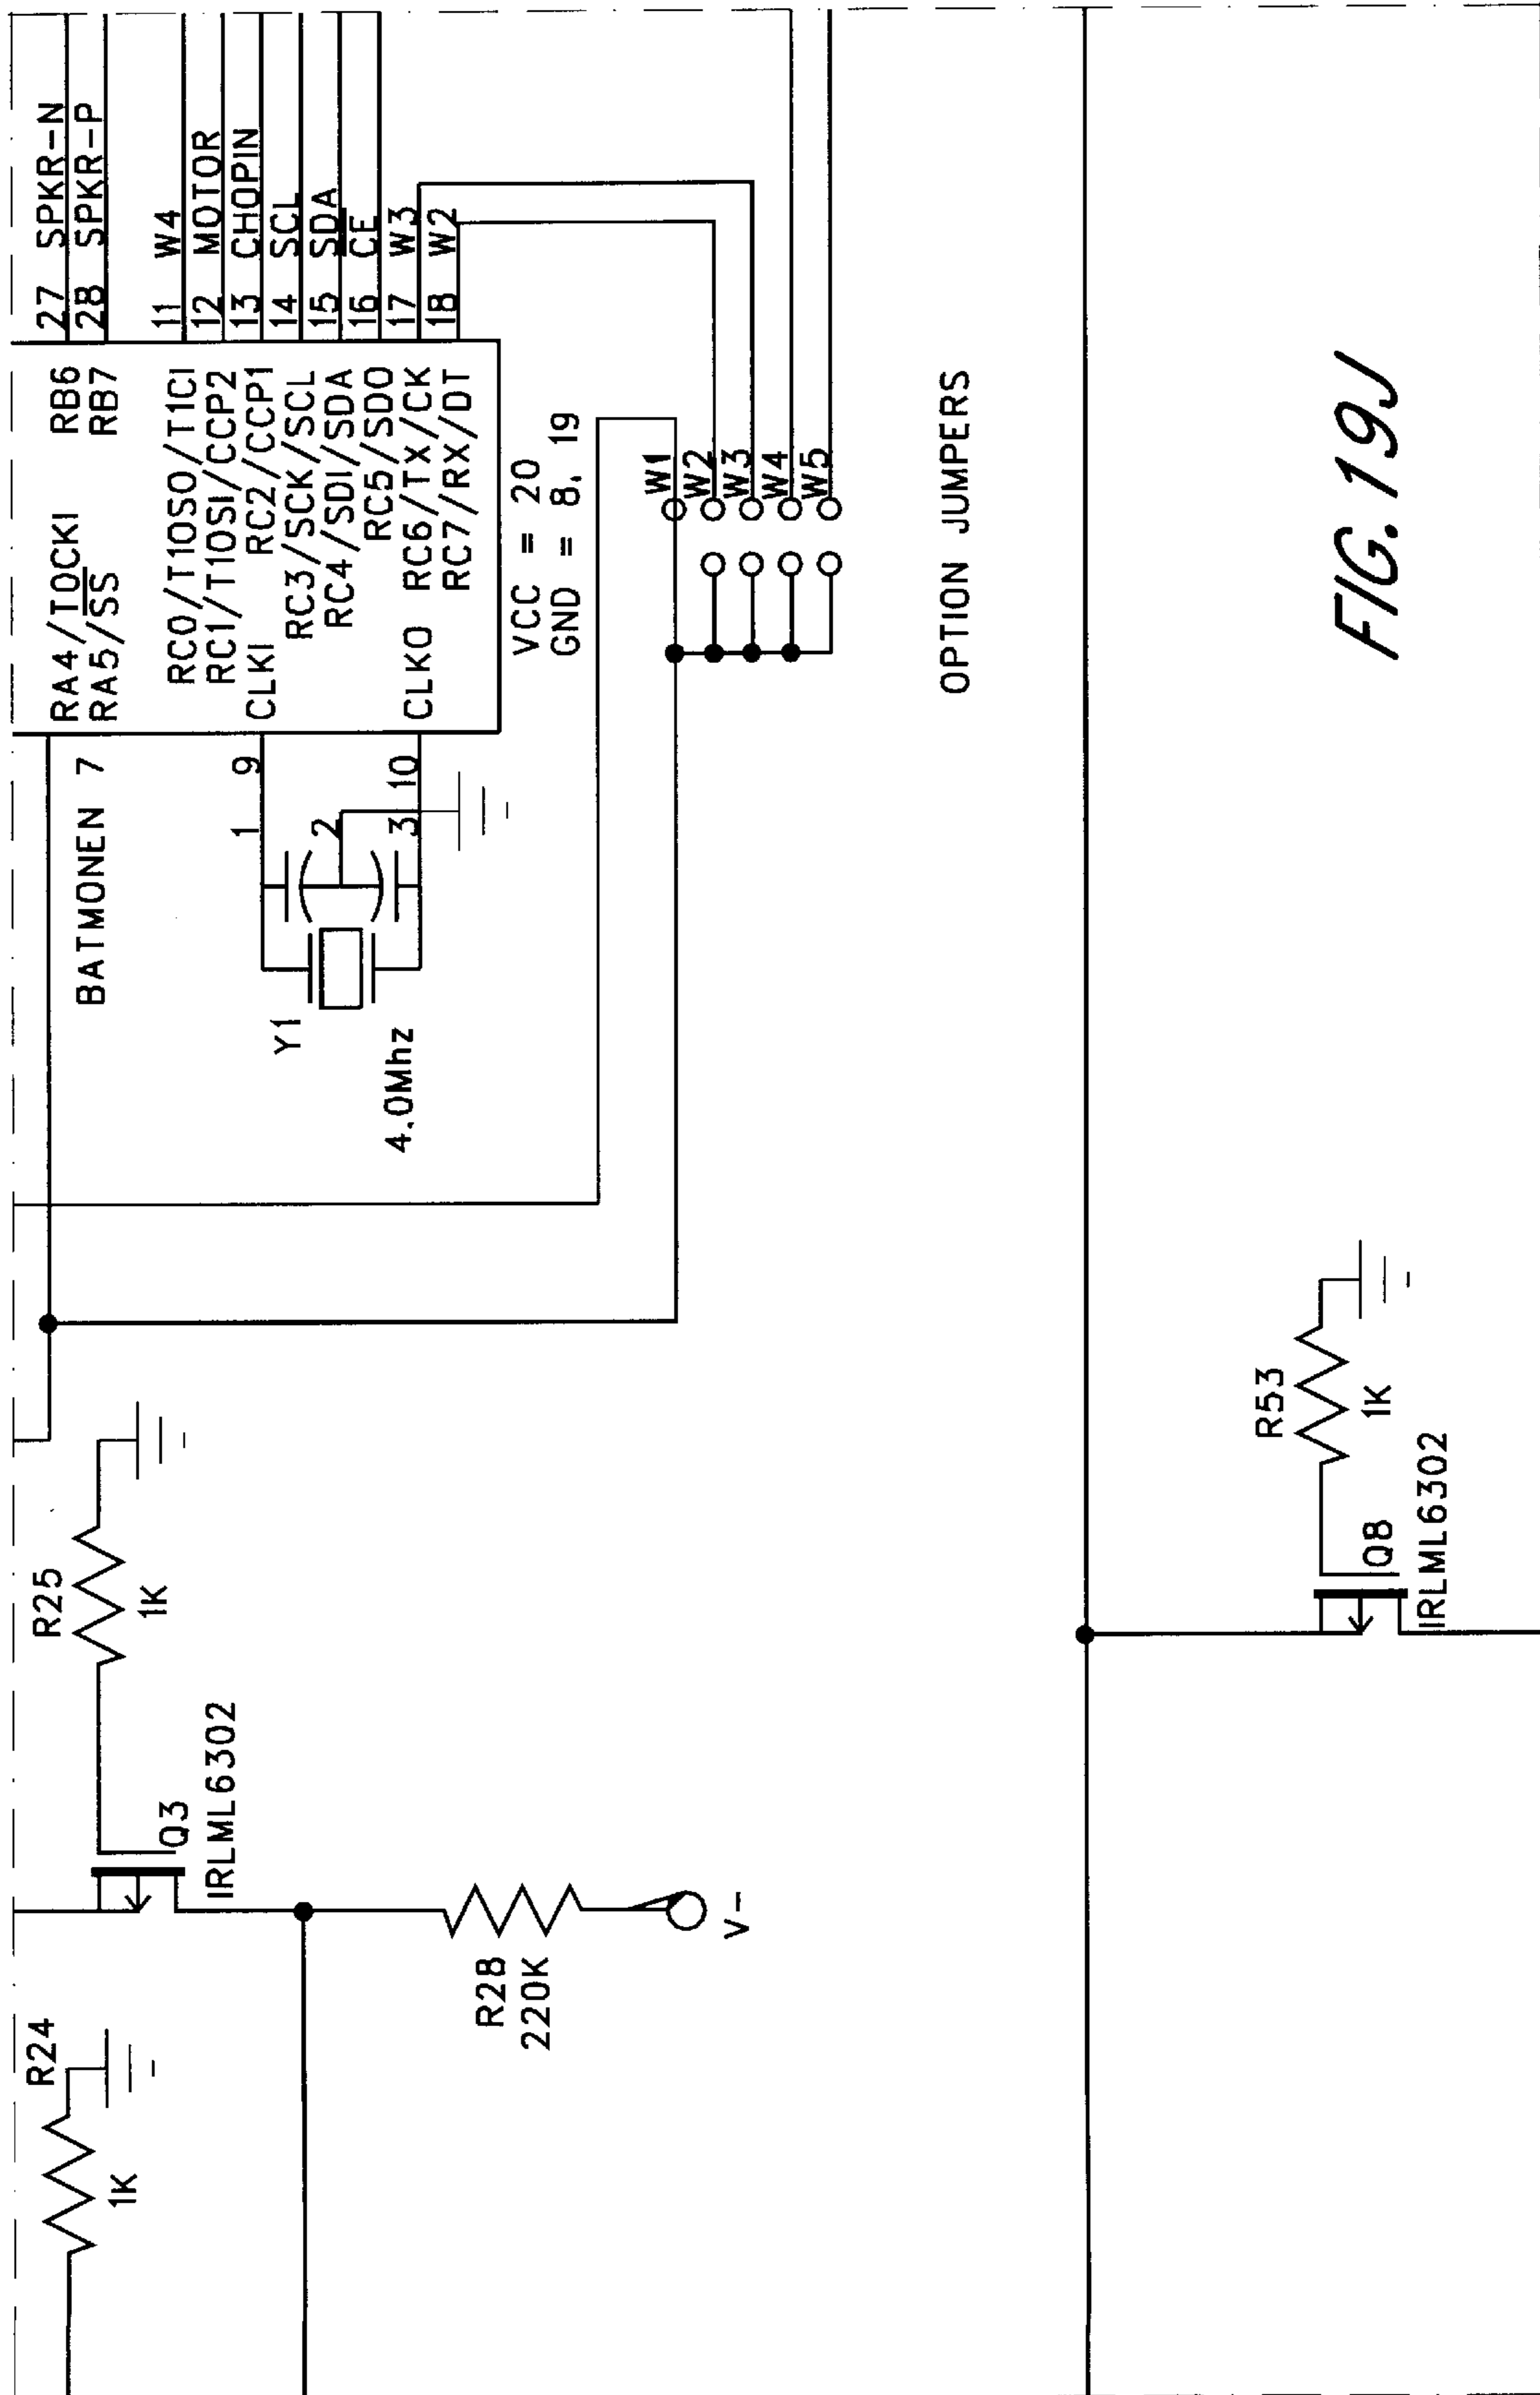 RA4/T0CKI RB6 27 SPKR-N
BATMONEN 7 RA5/SS RB7 28 SPKR-P
RC0/T1OSO/T1CI 11 W4
RC1/T1OSI/CCP2 12 MOTOR
1 9 CLKI RC2/CCP1 13 CHOPIN
RC3/SCK/SCL 14 SCL
2 RC4/SDI/SDA 15 SDA
RC5/SDO 16 CE
3 10 CLKO RC6/TX/CK 17 W3
RC7/RX/DT 18 W2
VCC = 20
GND = 8, 19
Y1
4.0Mhz
R24
1K
R25
1K
Q3
IRLML6302
R28
220K
V-
W1
W2
W3
W4
W5
OPTION JUMPERS
R53
1K
Q8
IRLML6302
FIG. 19J